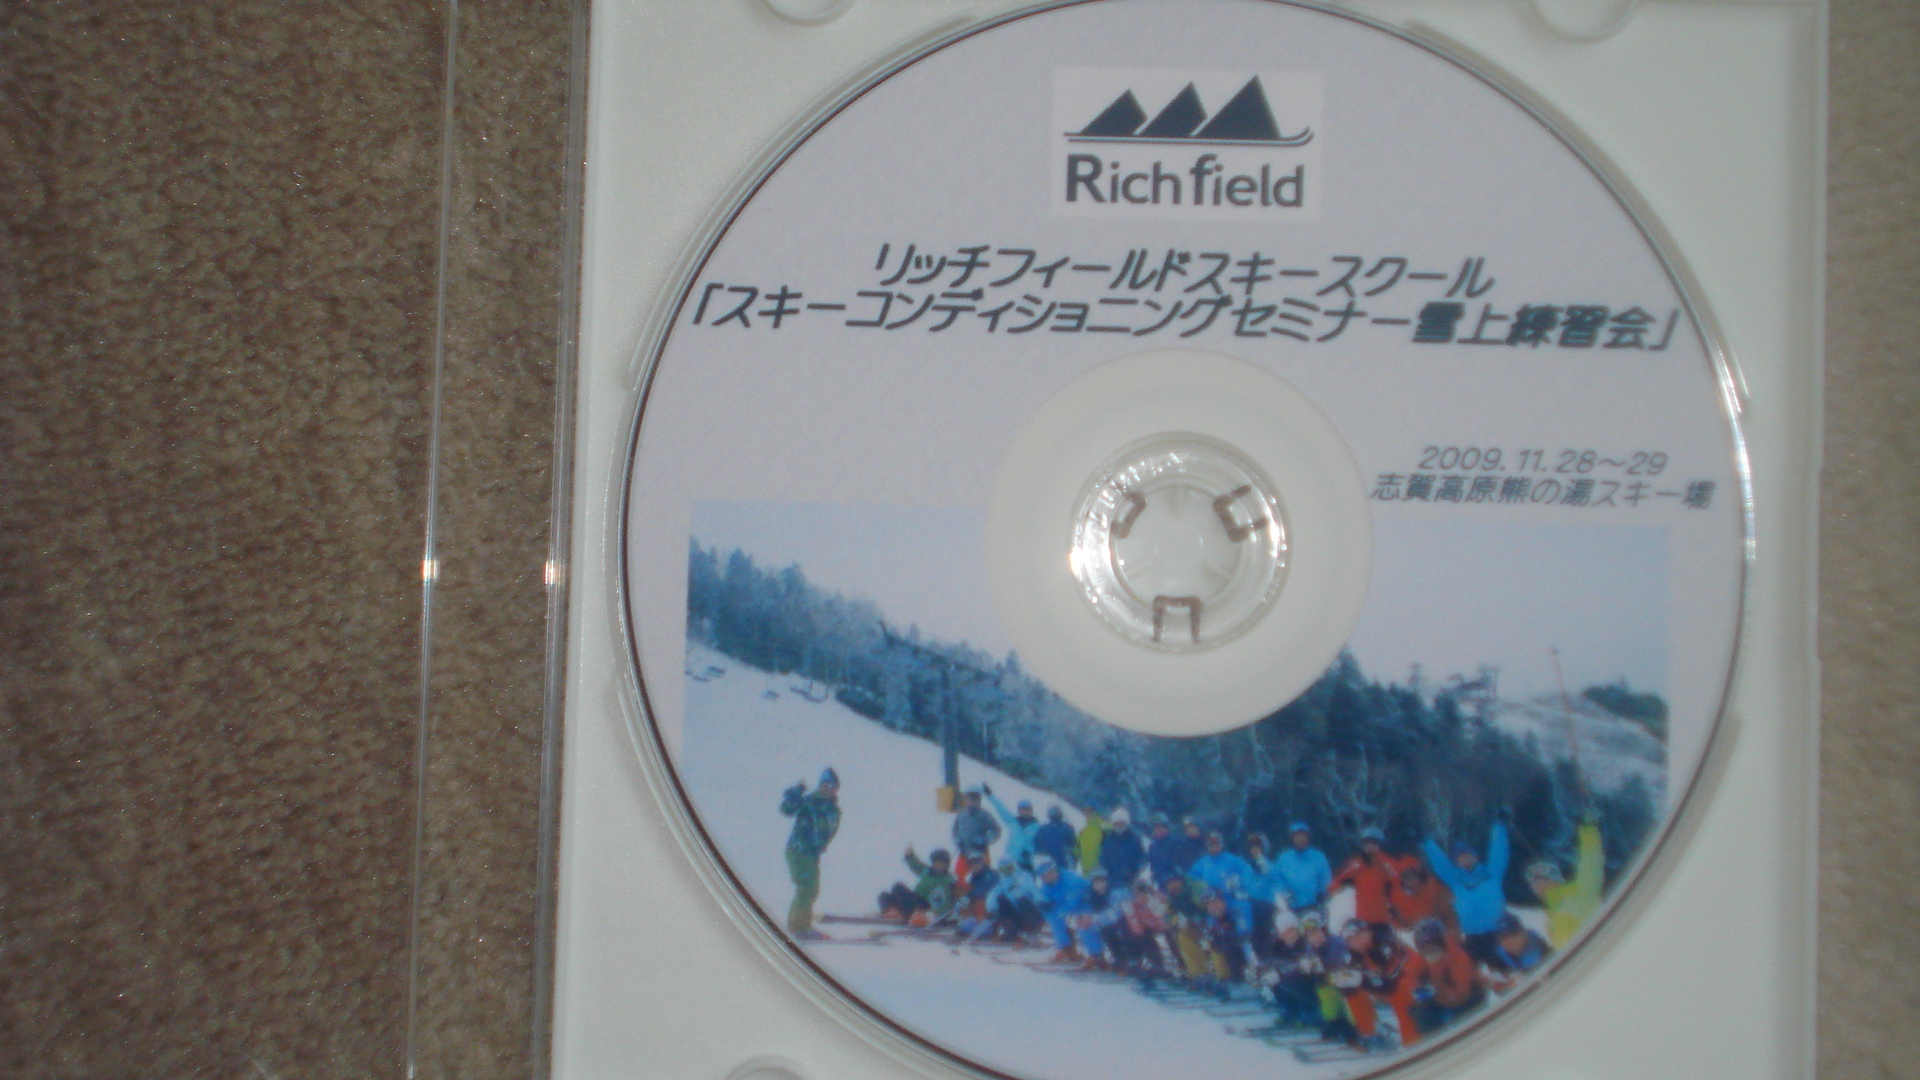 Richfield
リッチフィールドスキースクール
「スキーコンディショニングセミナー雪上練習会」
2009.11.28～29
志賀高原熊の湯スキー場